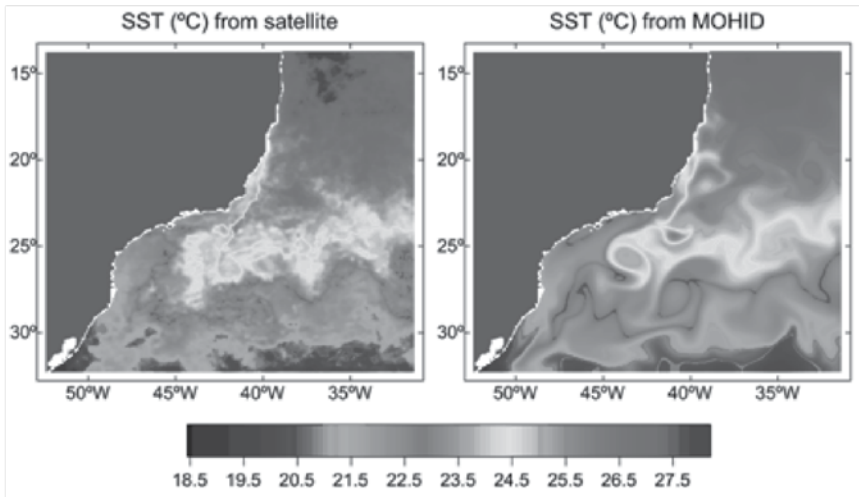 SST (ºC) from satellite
SST (ºC) from MOHID
15º
20º
25º
30º
50ºW 45ºW 40ºW 35ºW
15º
20º
25º
30º
50ºW 45ºW 40ºW 35ºW
18.5 19.5 20.5 21.5 22.5 23.5 24.5 25.5 26.5 27.5